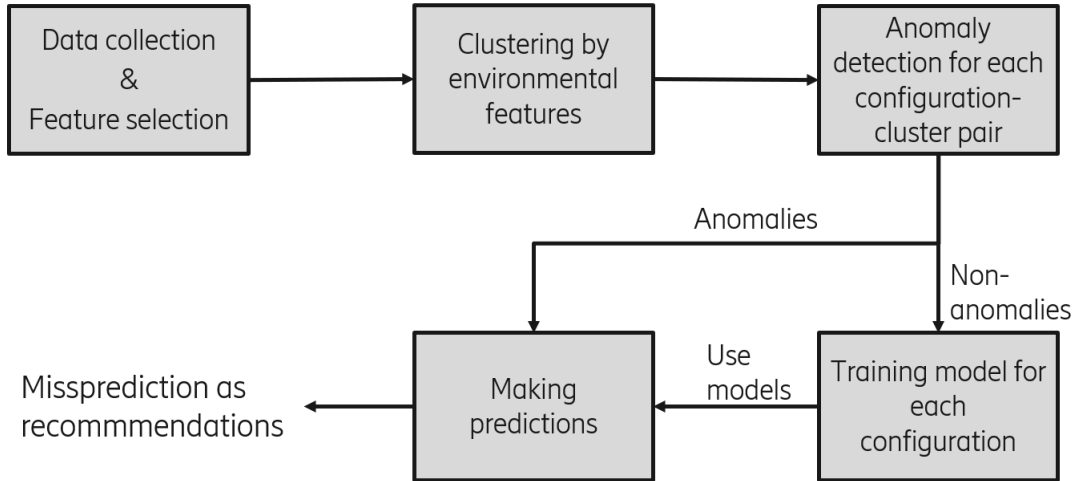 Data collection
&
Feature selection
Clustering by
environmental
features
Anomaly
detection for each
configuration-
cluster pair
Anomalies
Non-
anomalies
Training model for
each
configuration
Use
models
Making
predictions
Missprediction as
recommmendations